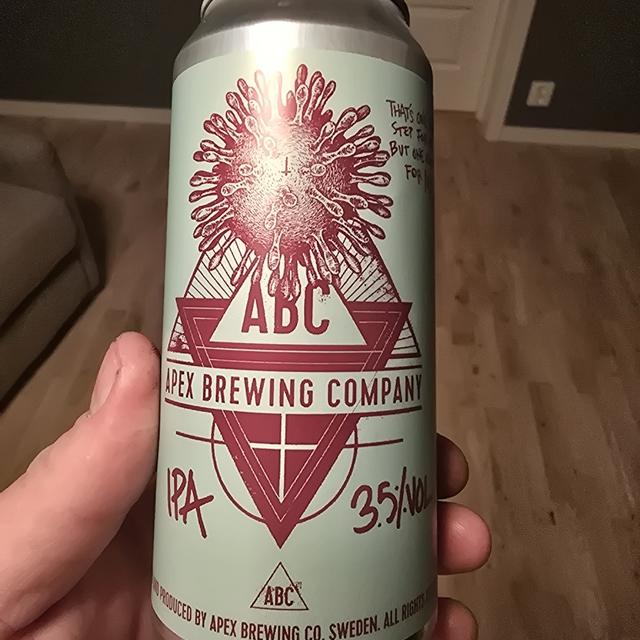 THAT'S
STEP
BUT ONE
FOR
ABC
APEX BREWING COMPANY
IPA
3.5%VOL
ABC
PRODUCED BY APEX BREWING CO. SWEDEN. ALL RIGHTS